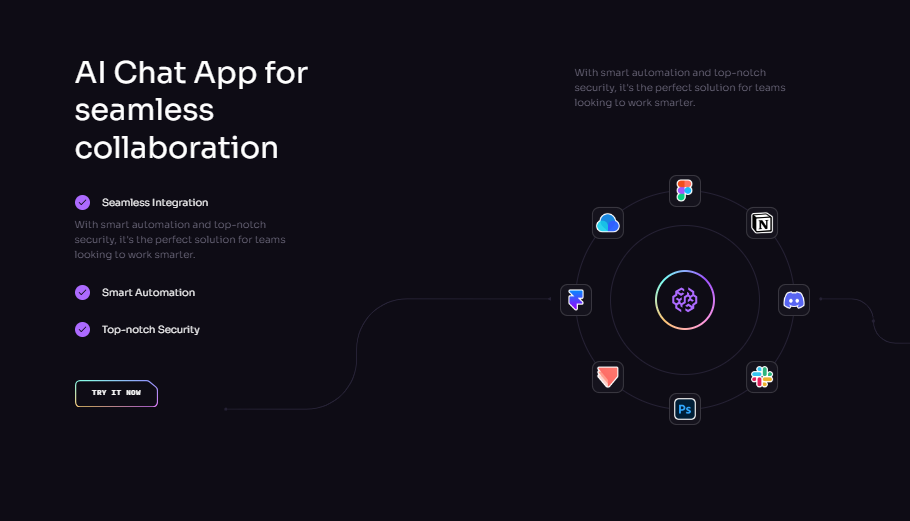 AI Chat App for
seamless
collaboration
Seamless Integration
With smart automation and top-notch
security, it's the perfect solution for teams
looking to work smarter.
Smart Automation
Top-notch Security
TRY IT NOW
With smart automation and top-notch
security, it's the perfect solution for teams
looking to work smarter.
N
Ps